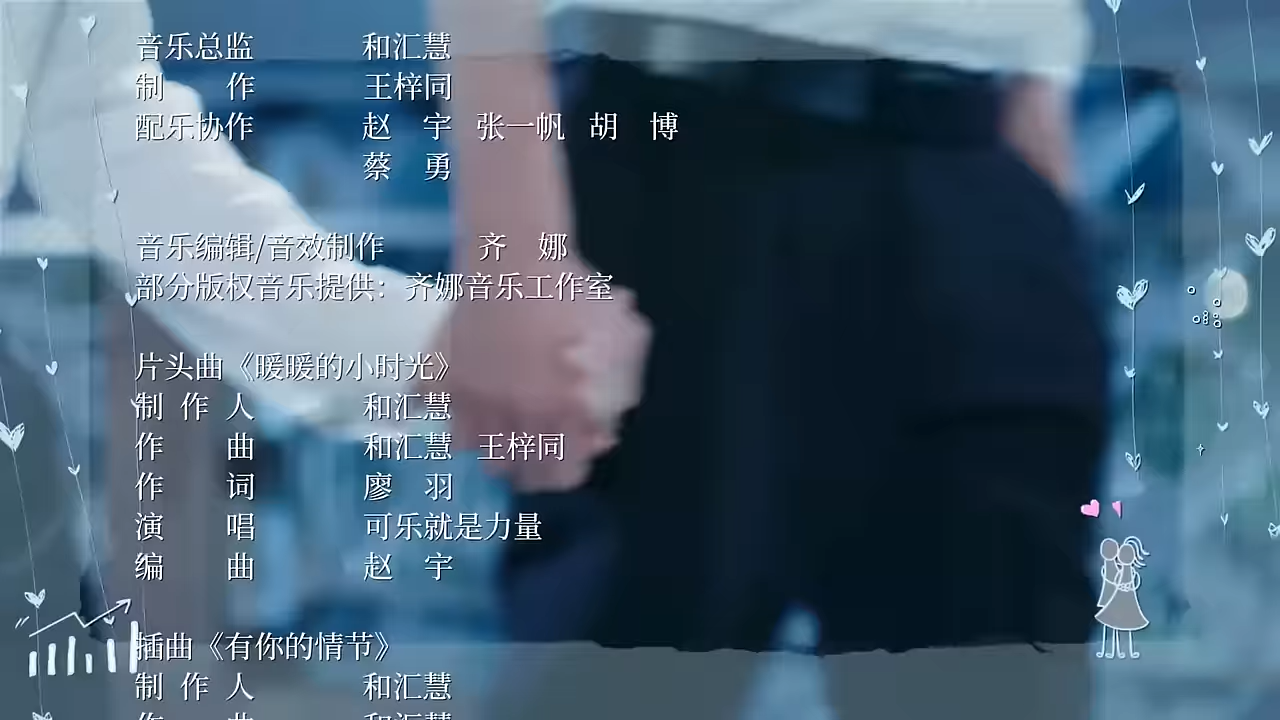 音乐总监 和汇慧
制 作 王梓同
配乐协作 赵 宇 张一帆 胡 博
蔡 勇
音乐编辑/音效制作 齐 娜
部分版权音乐提供：齐娜音乐工作室
片头曲《暖暖的小时光》
制 作 人 和汇慧
作 曲 和汇慧 王梓同
作 词 廖 羽
演 唱 可乐就是力量
编 曲 赵 宇
插曲《有你的情节》
制 作 人 和汇慧
作 曲 和汇慧